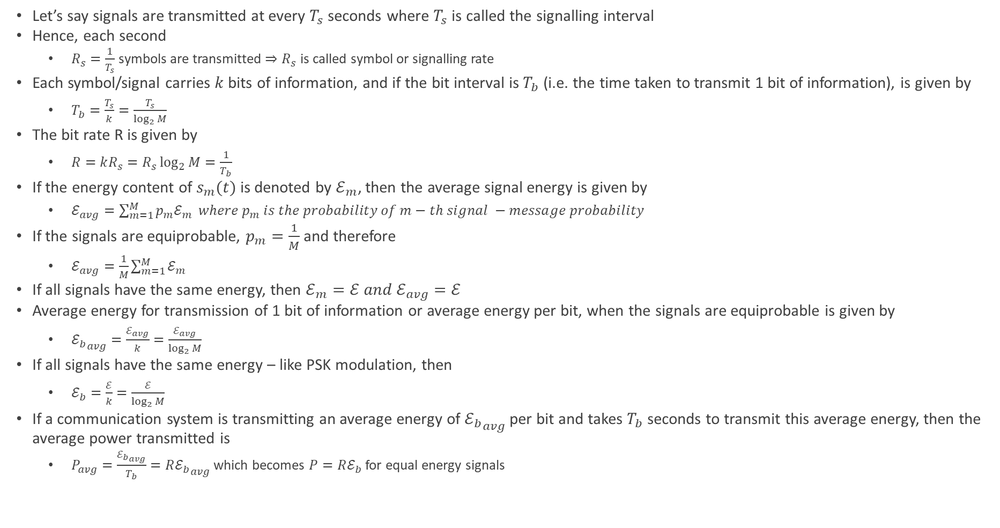 • Let’s say signals are transmitted at every $T_s$ seconds where $T_s$ is called the signalling interval
• Hence, each second
• $R_s = \frac{1}{T_s}$ symbols are transmitted ⇒ $R_s$ is called symbol or signalling rate
• Each symbol/signal carries $k$ bits of information, and if the bit interval is $T_b$ (i.e. the time taken to transmit 1 bit of information), is given by
• $T_b = \frac{T_s}{k} = \frac{T_s}{\log_2 M}$
• The bit rate R is given by
• $R = kR_s = R_s \log_2 M = \frac{1}{T_b}$
• If the energy content of $s_m(t)$ is denoted by $\mathcal{E}_m$, then the average signal energy is given by
• $\mathcal{E}_{avg} = \sum_{m=1}^{M} p_m \mathcal{E}_m$ where $p_m$ is the probability of m − th signal − message probability
• If the signals are equiprobable, $p_m = \frac{1}{M}$ and therefore
• $\mathcal{E}_{avg} = \frac{1}{M} \sum_{m=1}^{M} \mathcal{E}_m$
• If all signals have the same energy, then $\mathcal{E}_m = \mathcal{E}$ and $\mathcal{E}_{avg} = \mathcal{E}$
• Average energy for transmission of 1 bit of information or average energy per bit, when the signals are equiprobable is given by
• $\mathcal{E}_{b\,avg} = \frac{\mathcal{E}_{avg}}{k} = \frac{\mathcal{E}_{avg}}{\log_2 M}$
• If all signals have the same energy – like PSK modulation, then
• $\mathcal{E}_b = \frac{\mathcal{E}}{k} = \frac{\mathcal{E}}{\log_2 M}$
• If a communication system is transmitting an average energy of $\mathcal{E}_{b\,avg}$ per bit and takes $T_b$ seconds to transmit this average energy, then the
average power transmitted is
• $P_{avg} = \frac{\mathcal{E}_{b\,avg}}{T_b} = R\mathcal{E}_{b\,avg}$ which becomes $P = R\mathcal{E}_b$ for equal energy signals